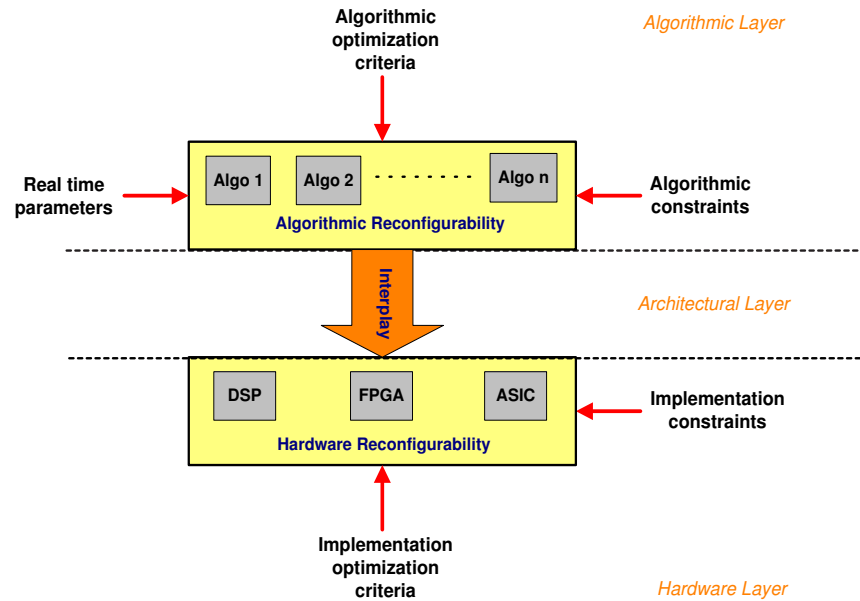 Algorithmic
optimization
criteria
Algorithmic Layer
Real time
parameters
Algo 1
Algo 2
Algo n
Algorithmic Reconfigurability
Algorithmic
constraints
Interplay
Architectural Layer
DSP
FPGA
ASIC
Hardware Reconfigurability
Implementation
constraints
Implementation
optimization
criteria
Hardware Layer